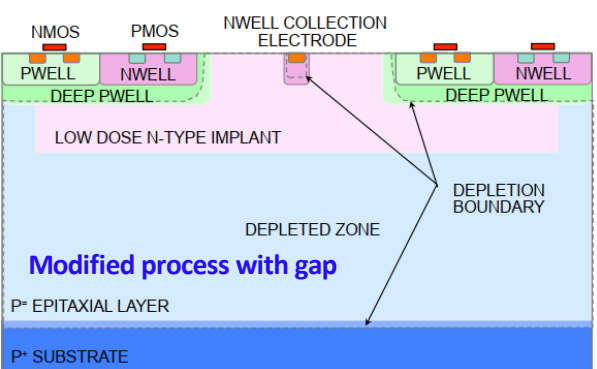 NMOS
PMOS
NWELL COLLECTION
ELECTRODE
PWELL
NWELL
PWELL
NWELL
DEEP PWELL
DEEP PWELL
LOW DOSE N-TYPE IMPLANT
DEPLETION
BOUNDARY
DEPLETED ZONE
Modified process with gap
P⁼ EPITAXIAL LAYER
P⁺ SUBSTRATE